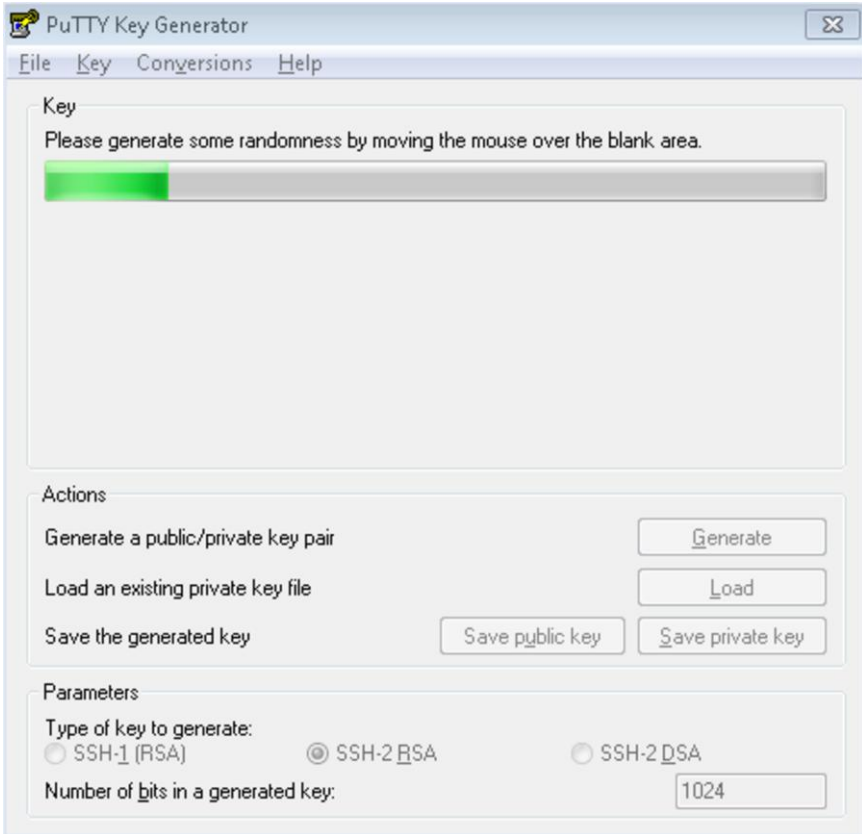 PuTTY Key Generator
File Key Conversions Help
Key
Please generate some randomness by moving the mouse over the blank area.
Actions
Generate a public/private key pair
Generate
Load an existing private key file
Load
Save the generated key
Save public key
Save private key
Parameters
Type of key to generate:
SSH-1 (RSA) SSH-2 RSA SSH-2 DSA
Number of bits in a generated key:
1024